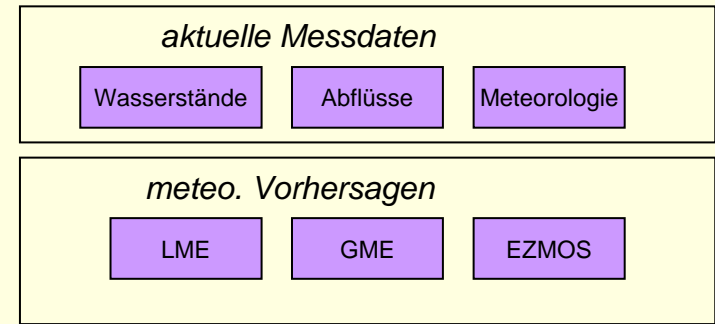 aktuelle Messdaten
Wasserstände Abflüsse Meteorologie
meteo. Vorhersagen
LME GME EZMOS